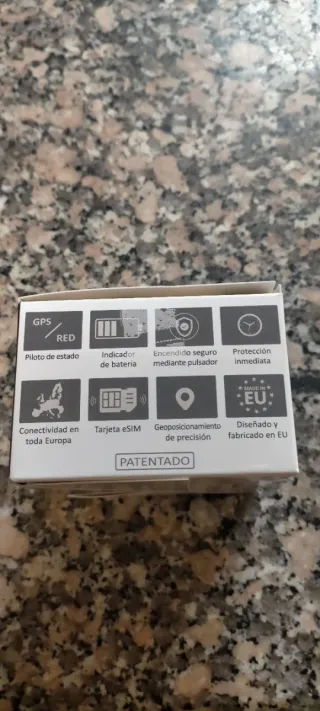 GPS
RED
Piloto de estado
Indicador
de batería
Encendido seguro
mediante pulsador
Protección
inmediata
MADE IN
EU
Conectividad en
toda Europa
Tarjeta eSIM
Geoposicionamiento
de precisión
Diseñado y
fabricado en EU
PATENTADO